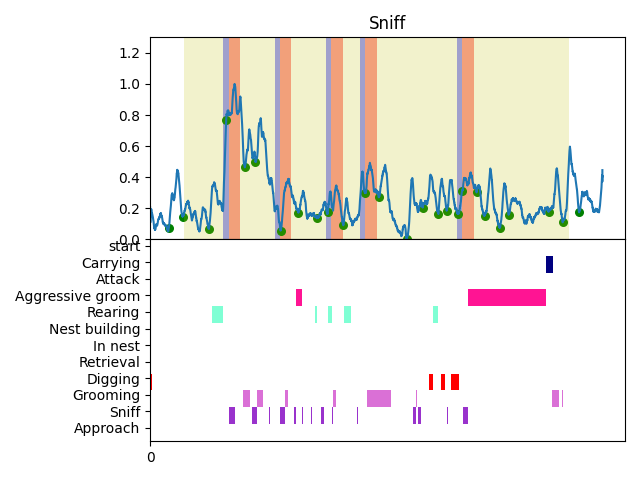 Sniff
1.2
1.0
0.8
0.6
0.4
0.2
0.0
start
Carrying
Attack
Aggressive groom
Rearing
Nest building
In nest
Retrieval
Digging
Grooming
Sniff
Approach
0